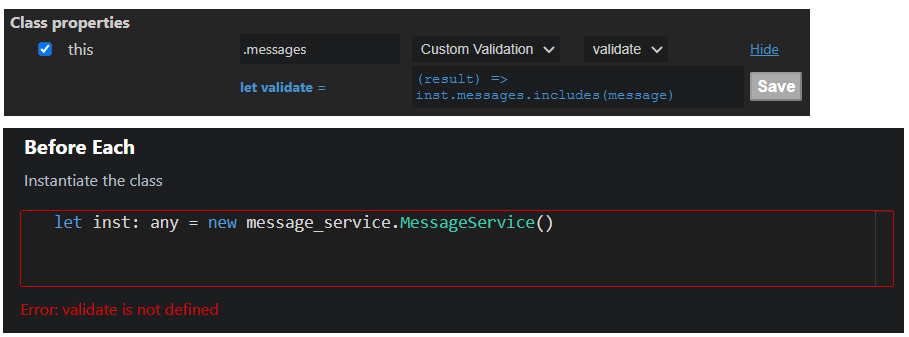 Class properties
this .messages Custom Validation validate Hide
let validate = (result) =>
inst.messages.includes(message) Save
Before Each
Instantiate the class
let inst: any = new message_service.MessageService()
Error: validate is not defined